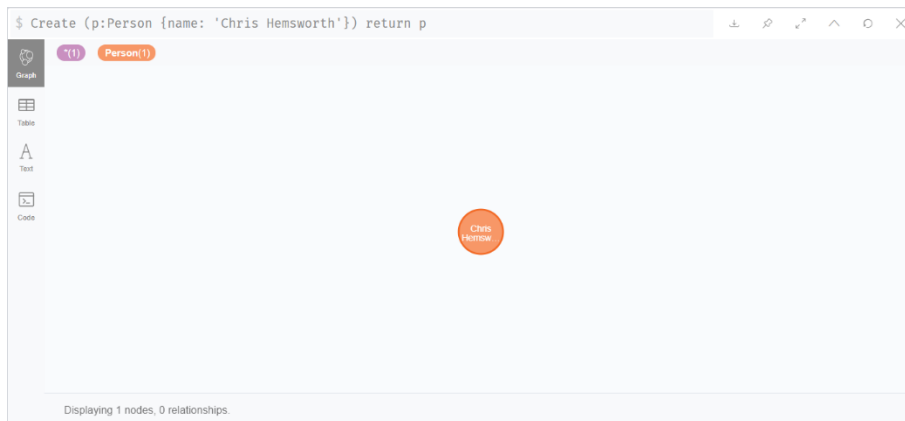 $ Create (p:Person {name: 'Chris Hemsworth'}) return p
*(1) Person(1)
Graph
Table
Text
Code
Chris
Hemsw...
Displaying 1 nodes, 0 relationships.